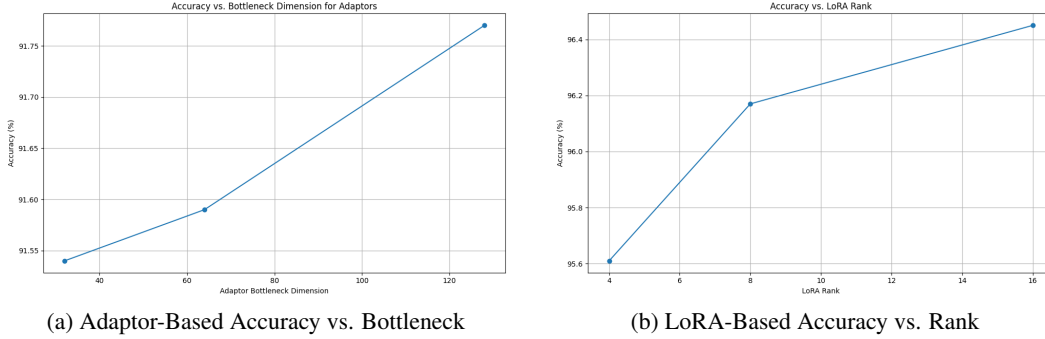 Accuracy vs. Bottleneck Dimension for Adaptors
91.75
91.70
91.65
91.60
91.55
Accuracy (%)
40
60
80
100
120
Adaptor Bottleneck Dimension
(a) Adaptor-Based Accuracy vs. Bottleneck
Accuracy vs. LoRA Rank
96.4
96.2
96.0
95.8
95.6
Accuracy (%)
4
6
8
10
12
14
16
LoRA Rank
(b) LoRA-Based Accuracy vs. Rank